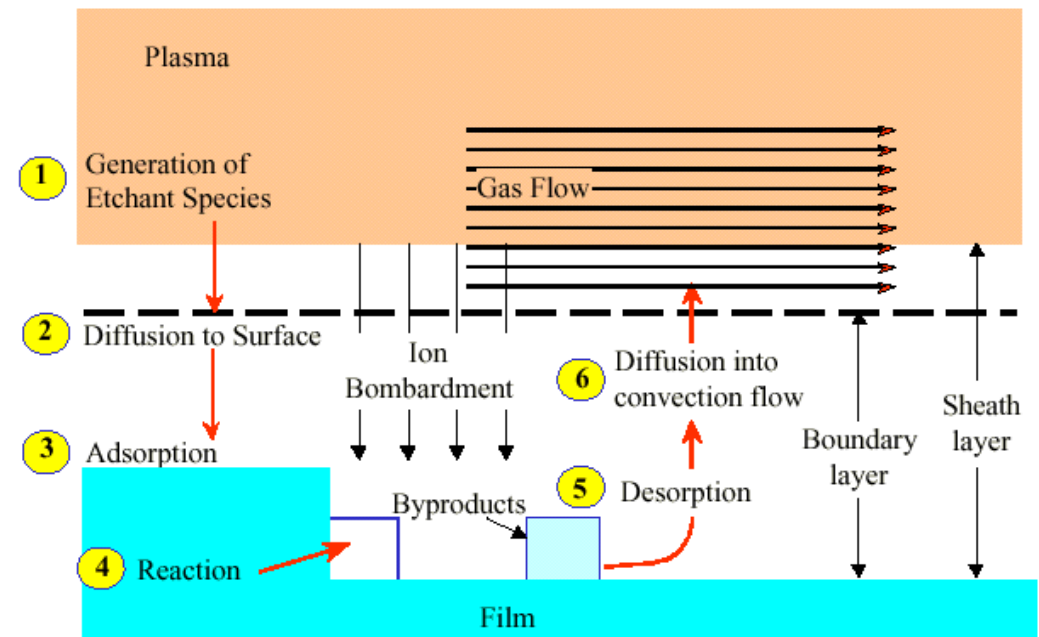 Plasma
1
Generation of
Etchant Species
Gas Flow
2
Diffusion to Surface
Ion
Bombardment
6
Diffusion into
convection flow
Boundary
layer
Sheath
layer
3
Adsorption
Byproducts
5
Desorption
4
Reaction
Film